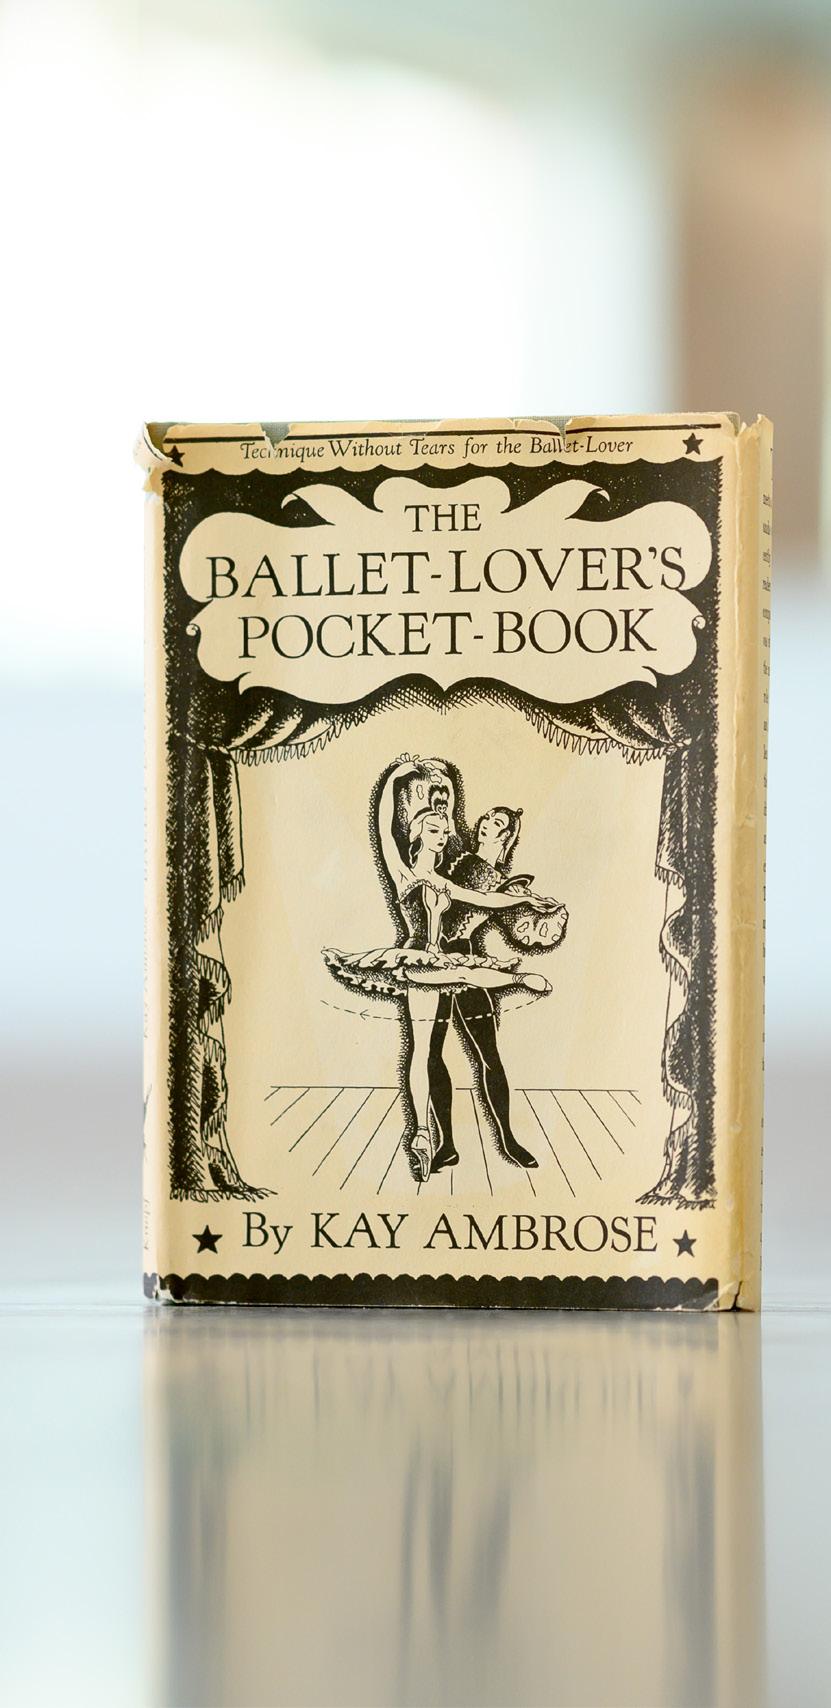 Technique Without Tears for the Ballet-Lover
THE
BALLET-LOVER'S
POCKET-BOOK
By KAY AMBROSE